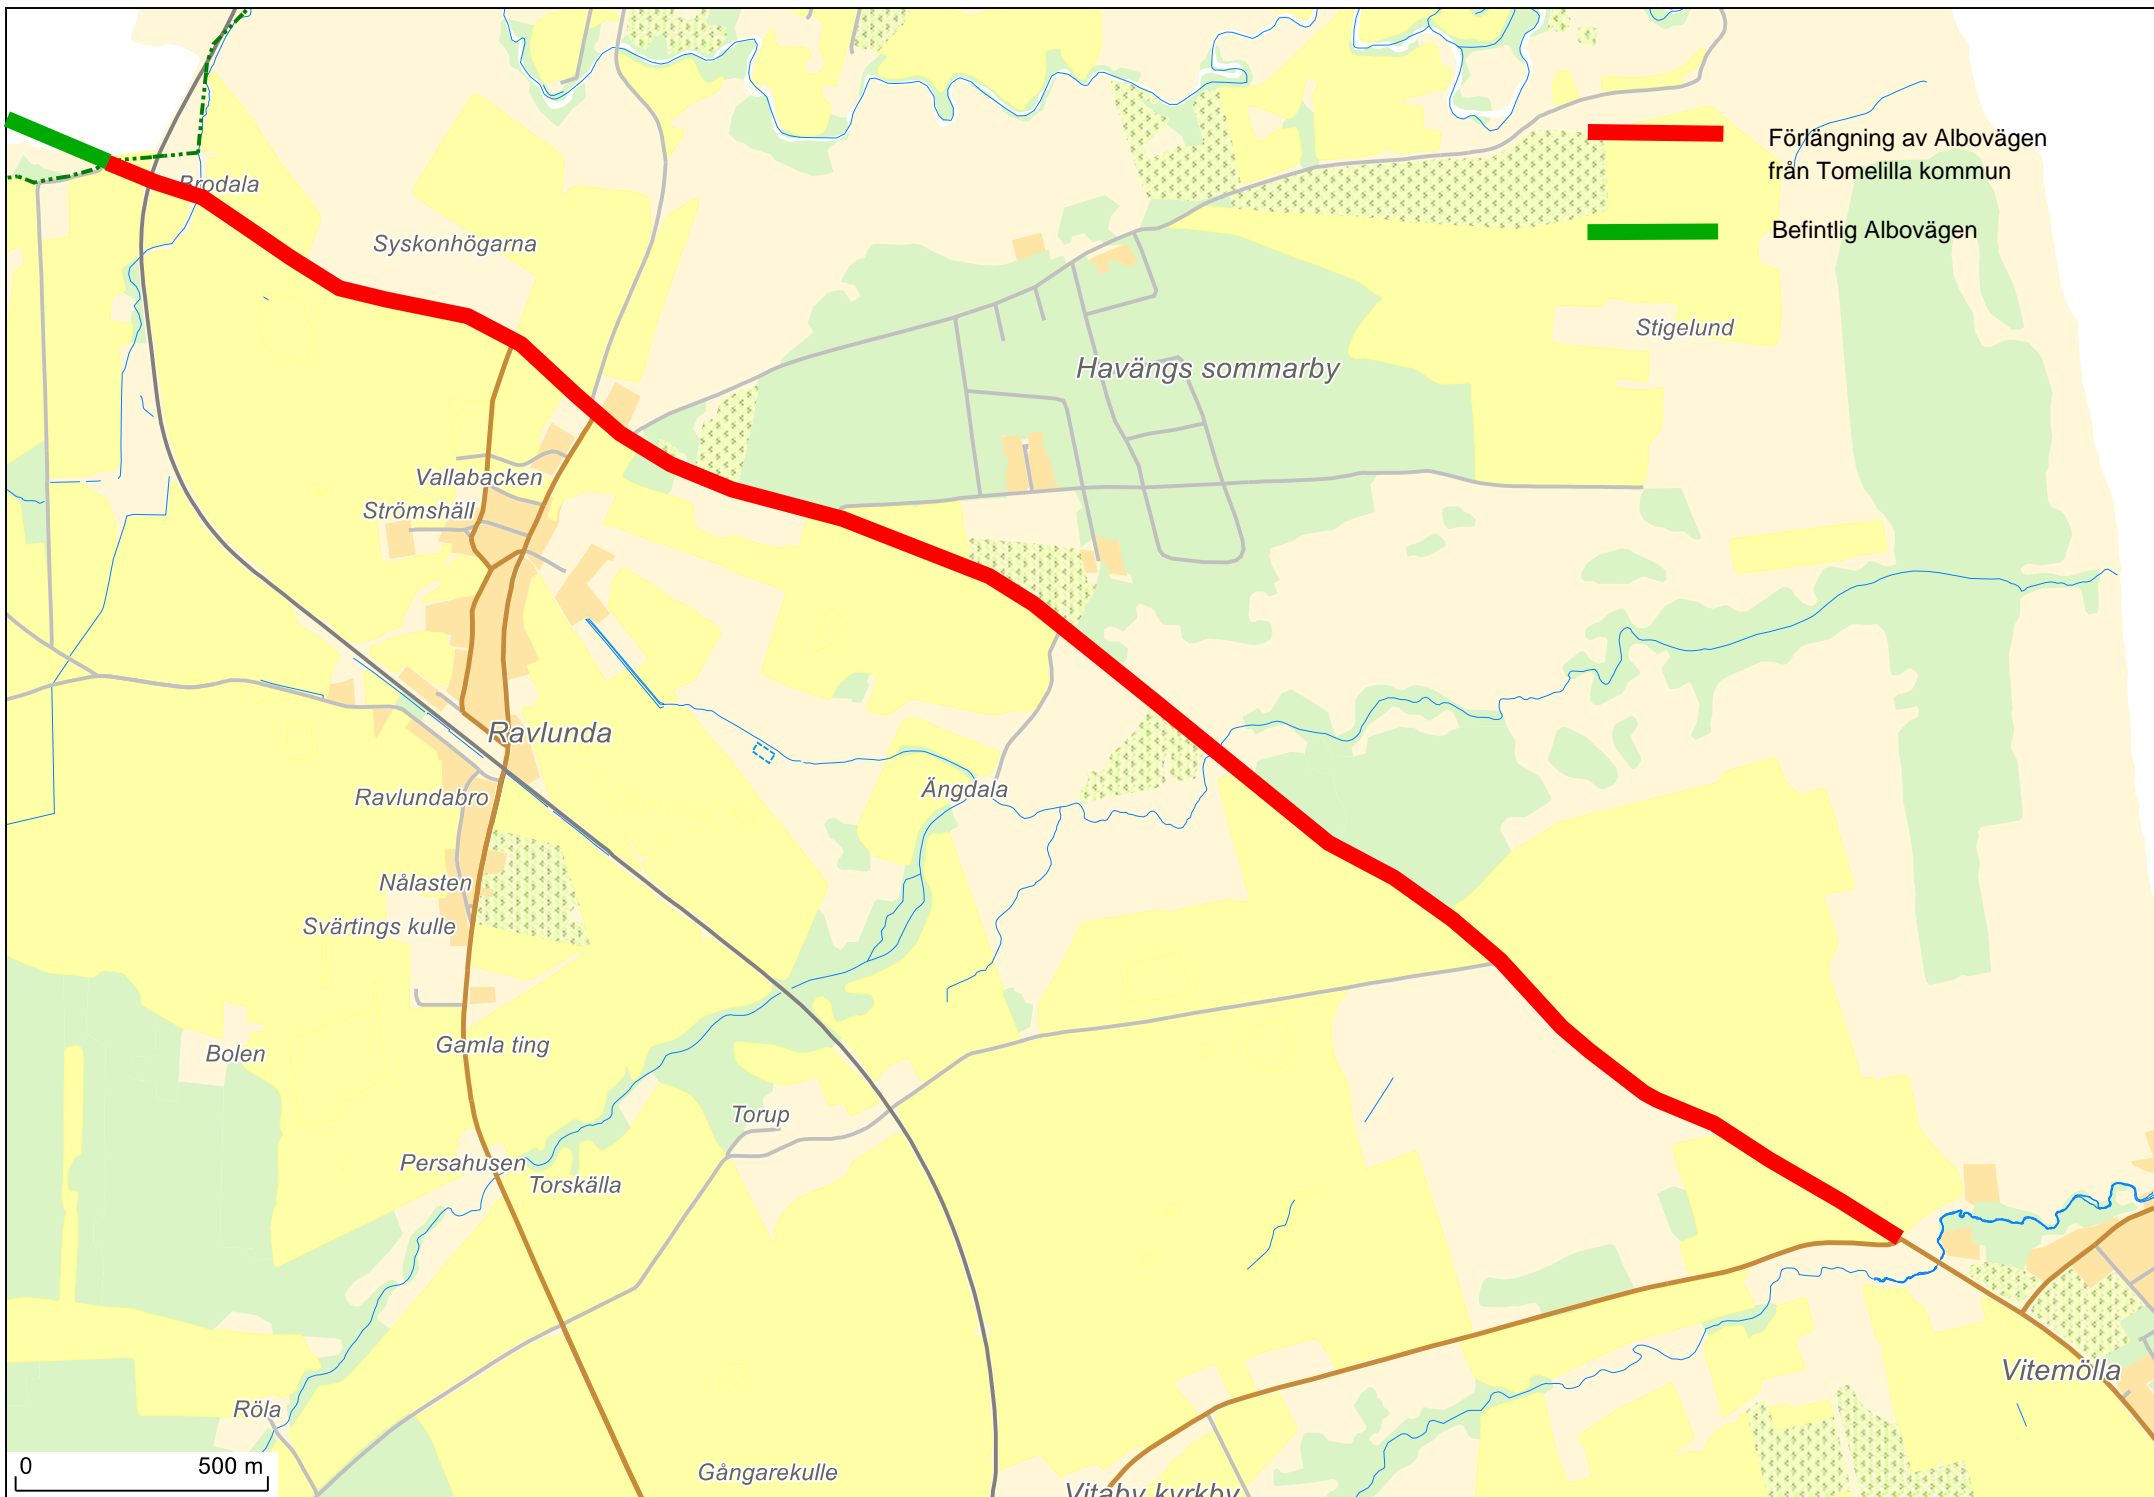 Förlängning av Albovägen
från Tomelilla kommun
Brodala
Befintlig Albovägen
Syskonhögarna
Stigelund
Havängs sommarby
Vallabacken
Strömshäll
Ravlunda
Ängdala
Ravlundabro
Nålasten
Svärtings kulle
Bolen
Gamla ting
Torup
Persahusen
Torskälla
Vitemölla
Röla
0 500 m
Gångarekulle
Vitaby kyrkby